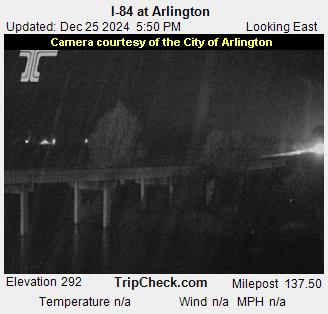 I-84 at Arlington
Updated: Dec 25 2024 5:50 PM Looking East
Camera courtesy of the City of Arlington
Elevation 292 TripCheck.com Milepost 137.50
Temperature n/a Wind n/a MPH n/a